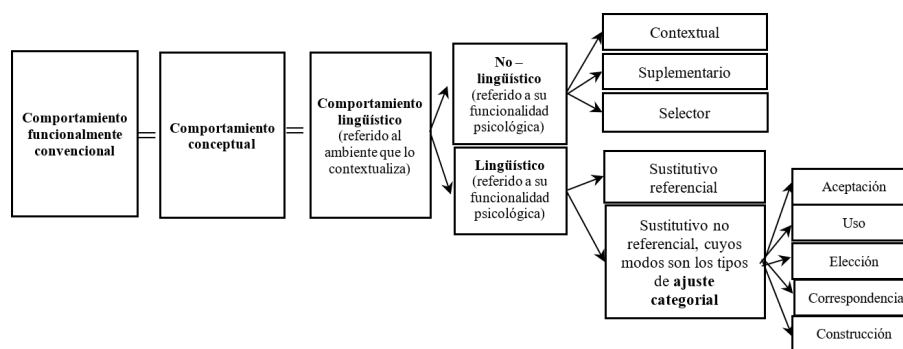 Comportamiento
funcionalmente
convencional
=
Comportamiento
conceptual
=
Comportamiento
lingüístico
(referido al
ambiente que lo
contextualiza)
No –
lingüístico
(referido a su
funcionalidad
psicológica)
Contextual
Suplementario
Selector
Lingüístico
(referido a su
funcionalidad
psicológica)
Sustitutivo
referencial
Sustitutivo no
referencial, cuyos
modos son los tipos
de ajuste
categorial
Aceptación
Uso
Elección
Correspondencia
Construcción